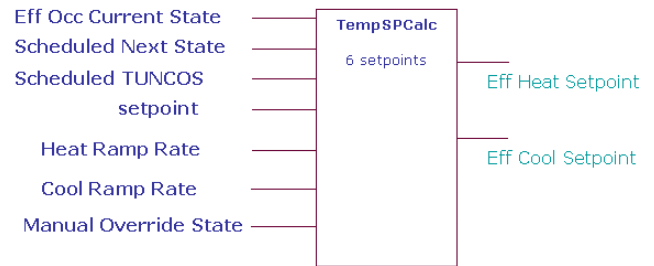 Eff Occ Current State
Scheduled Next State
Scheduled TUNCOS
setpoint
Heat Ramp Rate
Cool Ramp Rate
Manual Override State
TempSPCalc
6 setpoints
Eff Heat Setpoint
Eff Cool Setpoint